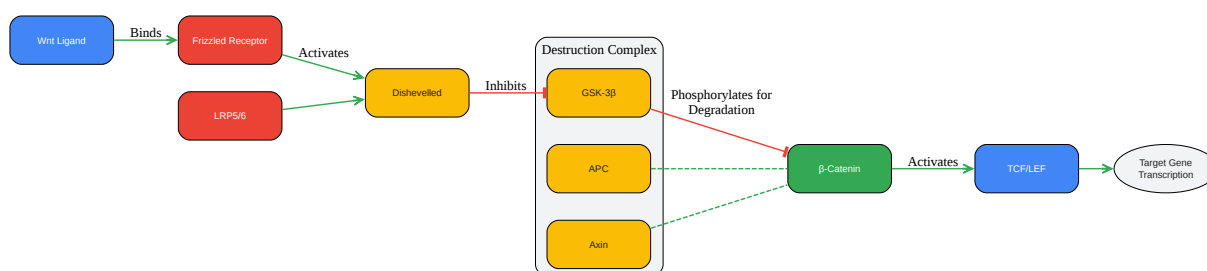 Wnt Ligand
Binds
Frizzled Receptor
LRP5/6
Activates
Dishevelled
Inhibits
Destruction Complex
GSK-3β
APC
Axin
Phosphorylates for
Degradation
β-Catenin
Activates
TCF/LEF
Target Gene
Transcription